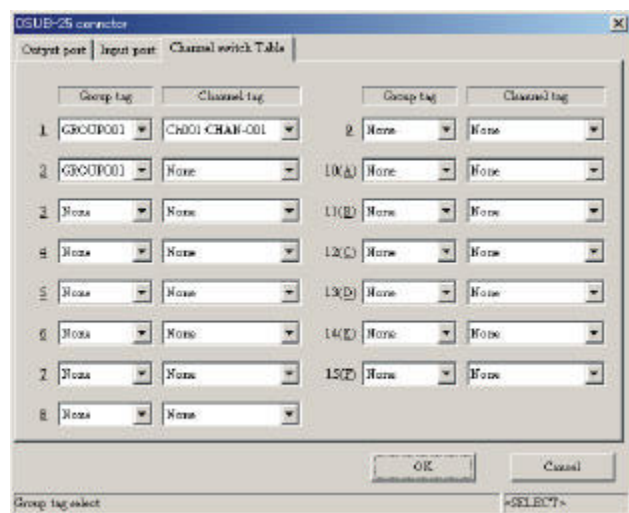 DSUB-25 connctor
Output port Input port Channel switch Table
Group tag Channel tag Group tag Channel tag
1 GROUP001 Ch001 CHAN-001 9 None None
2 GROUP001 None 10(A) None None
3 None None 11(B) None None
4 None None 12(C) None None
5 None None 13(D) None None
6 None None 14(E) None None
7 None None 15(F) None None
8 None None
OK Cancel
Group tag select <SELECT>